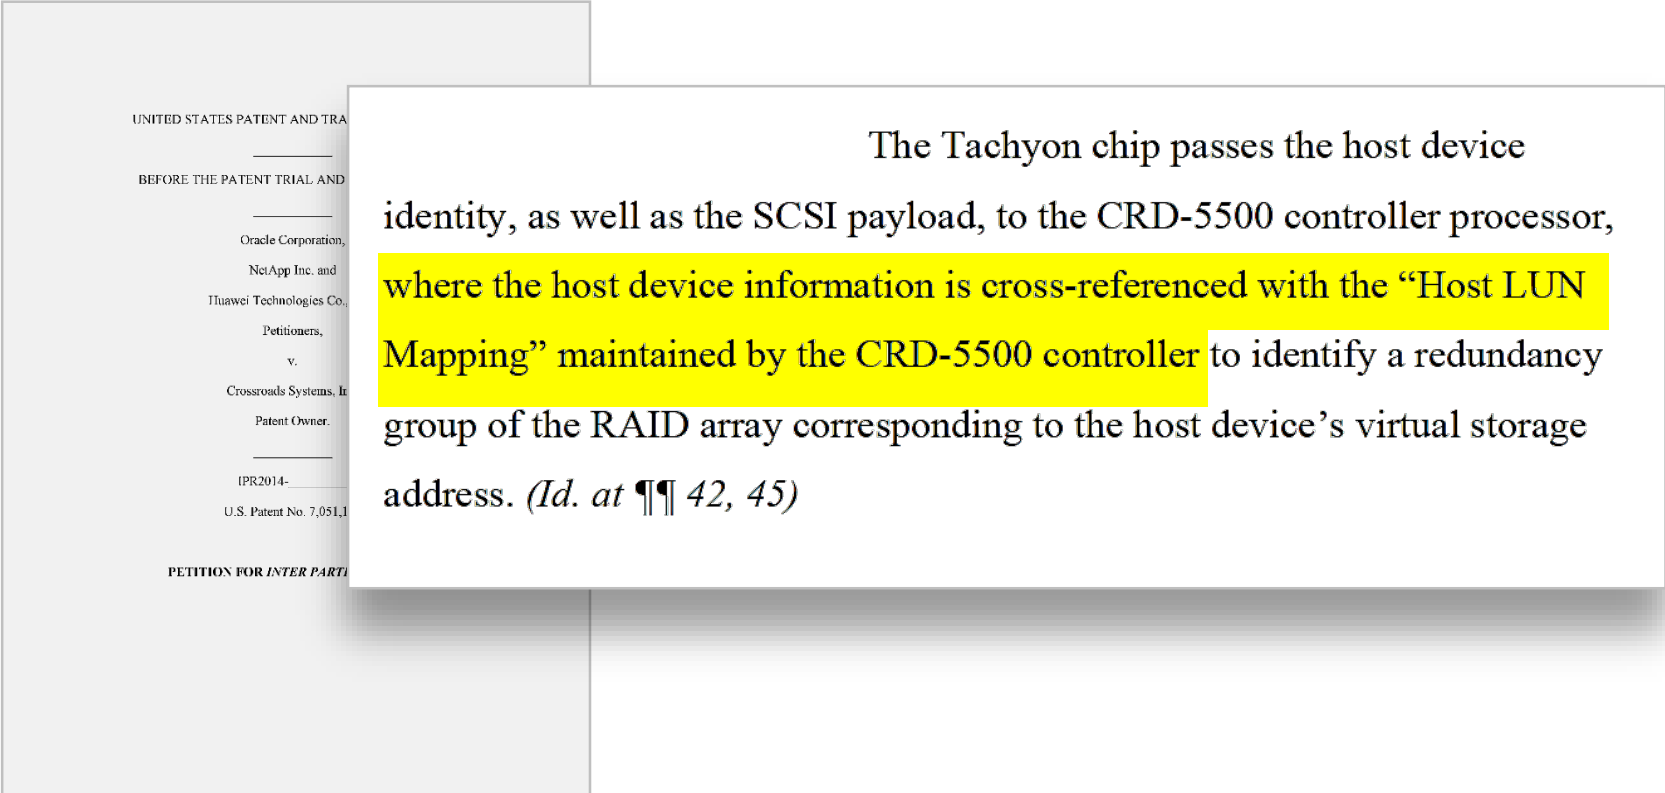 UNITED STATES PATENT AND TRA
BEFORE THE PATENT TRIAL AND
Oracle Corporation,
NetApp Inc. and
Huawei Technologies Co.,
Petitioners,
v.
Crossroads Systems, I
Patent Owner.
IPR2014-________
U.S. Patent No. 7,051,1
PETITION FOR INTER PARTE
The Tachyon chip passes the host device
identity, as well as the SCSI payload, to the CRD-5500 controller processor,
where the host device information is cross-referenced with the “Host LUN
Mapping” maintained by the CRD-5500 controller to identify a redundancy
group of the RAID array corresponding to the host device’s virtual storage
address. (Id. at ¶¶ 42, 45)